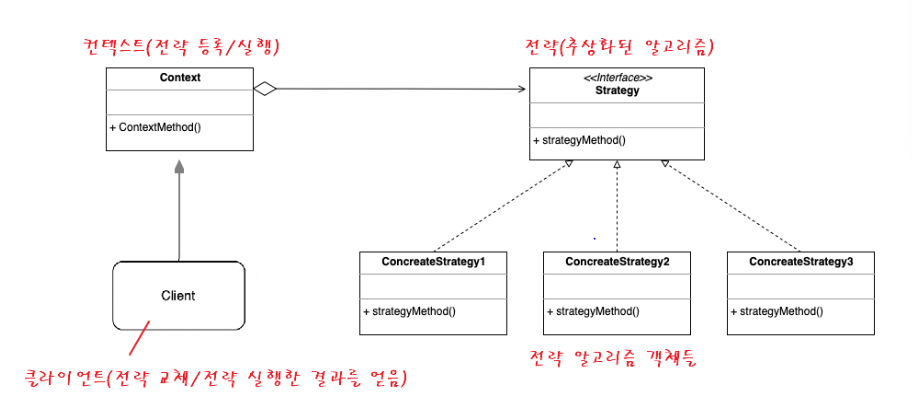 컨텍스트(전략 등록/실행)
전략(추상화된 알고리즘)
Context
+ ContextMethod()
<<Interface>>
Strategy
+ strategyMethod()
Client
ConcreateStrategy1
+ strategyMethod()
ConcreateStrategy2
+ strategyMethod()
ConcreateStrategy3
+ strategyMethod()
전략 알고리즘 객체들
클라이언트(전략 교체/전략 실행한 결과를 얻음)